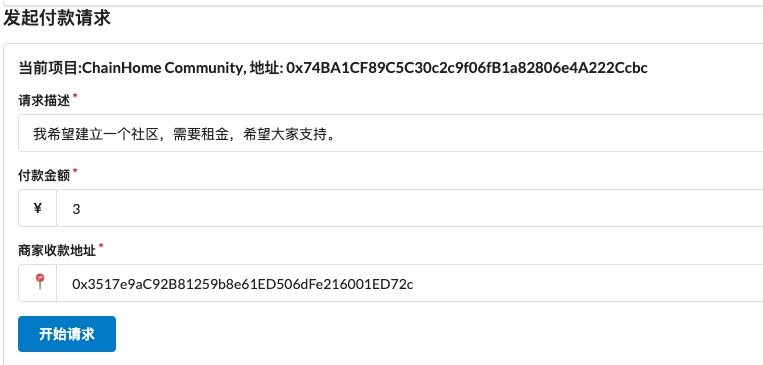 发起付款请求
当前项目:ChainHome Community, 地址: 0x74BA1CF89C5C30c2c9f06fB1a82806e4A222Ccbc
请求描述 *
我希望建立一个社区，需要租金，希望大家支持。
付款金额 *
¥ 3
商家收款地址 *
0x3517e9aC92B81259b8e61ED506dFe216001ED72c
开始请求